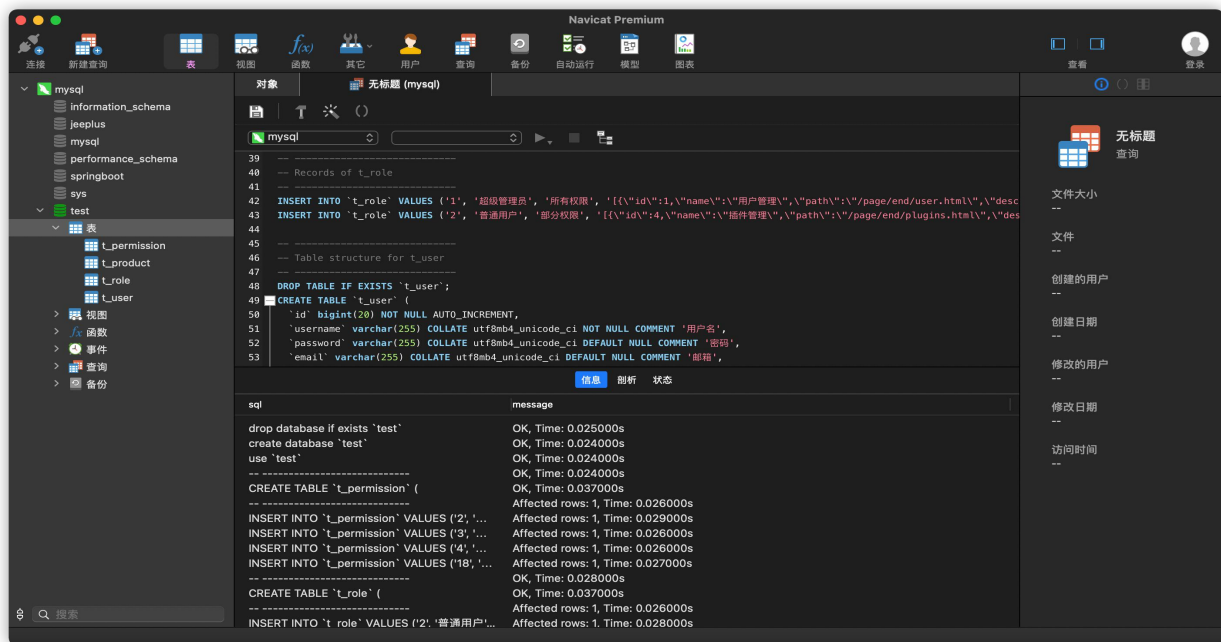 Navicat Premium
连接
新建查询
表
视图
函数
其它
用户
查询
备份
自动运行
模型
图表
查看
登录
mysql
information_schema
jeeplus
mysql
performance_schema
springboot
sys
test
表
t_permission
t_product
t_role
t_user
视图
函数
事件
查询
备份
搜索
对象
无标题 (mysql)
mysql
39 -- ----------------------------
40 -- Records of t_role
41 -- ----------------------------
42 INSERT INTO `t_role` VALUES ('1', '超级管理员', '所有权限', '[{\"id\":1,\"name\":\"用户管理\",\"path\":\"/page/end/user.html\",\"desc
43 INSERT INTO `t_role` VALUES ('2', '普通用户', '部分权限', '[{\"id\":4,\"name\":\"插件管理\",\"path\":\"/page/end/plugins.html\",\"des
44
45 -- ----------------------------
46 -- Table structure for t_user
47 -- ----------------------------
48 DROP TABLE IF EXISTS `t_user`;
49 CREATE TABLE `t_user` (
50 `id` bigint(20) NOT NULL AUTO_INCREMENT,
51 `username` varchar(255) COLLATE utf8mb4_unicode_ci NOT NULL COMMENT '用户名',
52 `password` varchar(255) COLLATE utf8mb4_unicode_ci DEFAULT NULL COMMENT '密码',
53 `email` varchar(255) COLLATE utf8mb4_unicode_ci DEFAULT NULL COMMENT '邮箱',
信息 剖析 状态
sql message
drop database if exists `test` OK, Time: 0.025000s
create database `test` OK, Time: 0.024000s
use `test` OK, Time: 0.024000s
-- ---------------------------- OK, Time: 0.024000s
CREATE TABLE `t_permission` ( OK, Time: 0.037000s
-- ---------------------------- Affected rows: 1, Time: 0.026000s
INSERT INTO `t_permission` VALUES ('2', '... Affected rows: 1, Time: 0.029000s
INSERT INTO `t_permission` VALUES ('3', '... Affected rows: 1, Time: 0.026000s
INSERT INTO `t_permission` VALUES ('4', '... Affected rows: 1, Time: 0.026000s
INSERT INTO `t_permission` VALUES ('18', '... Affected rows: 1, Time: 0.027000s
-- ---------------------------- OK, Time: 0.028000s
CREATE TABLE `t_role` ( OK, Time: 0.037000s
-- ---------------------------- Affected rows: 1, Time: 0.026000s
INSERT INTO `t_role` VALUES ('2', '普通用户'... Affected rows: 1, Time: 0.028000s
无标题
查询
文件大小
--
文件
--
创建的用户
--
创建日期
--
修改的用户
--
修改日期
--
访问时间
--